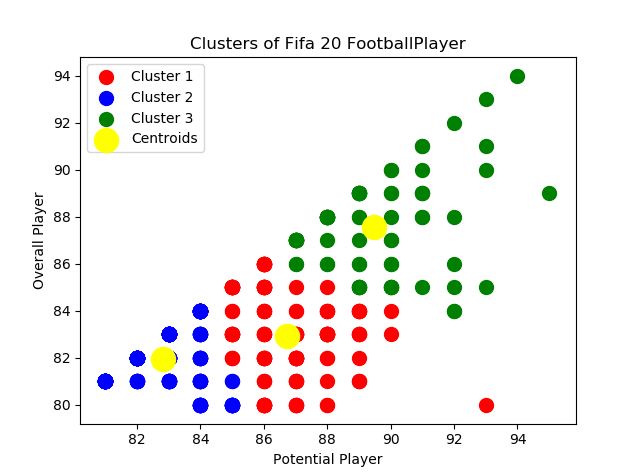 Clusters of Fifa 20 FootballPlayer
Cluster 1
Cluster 2
Cluster 3
Centroids
94
92
90
88
86
84
82
80
Overall Player
82 84 86 88 90 92 94
Potential Player